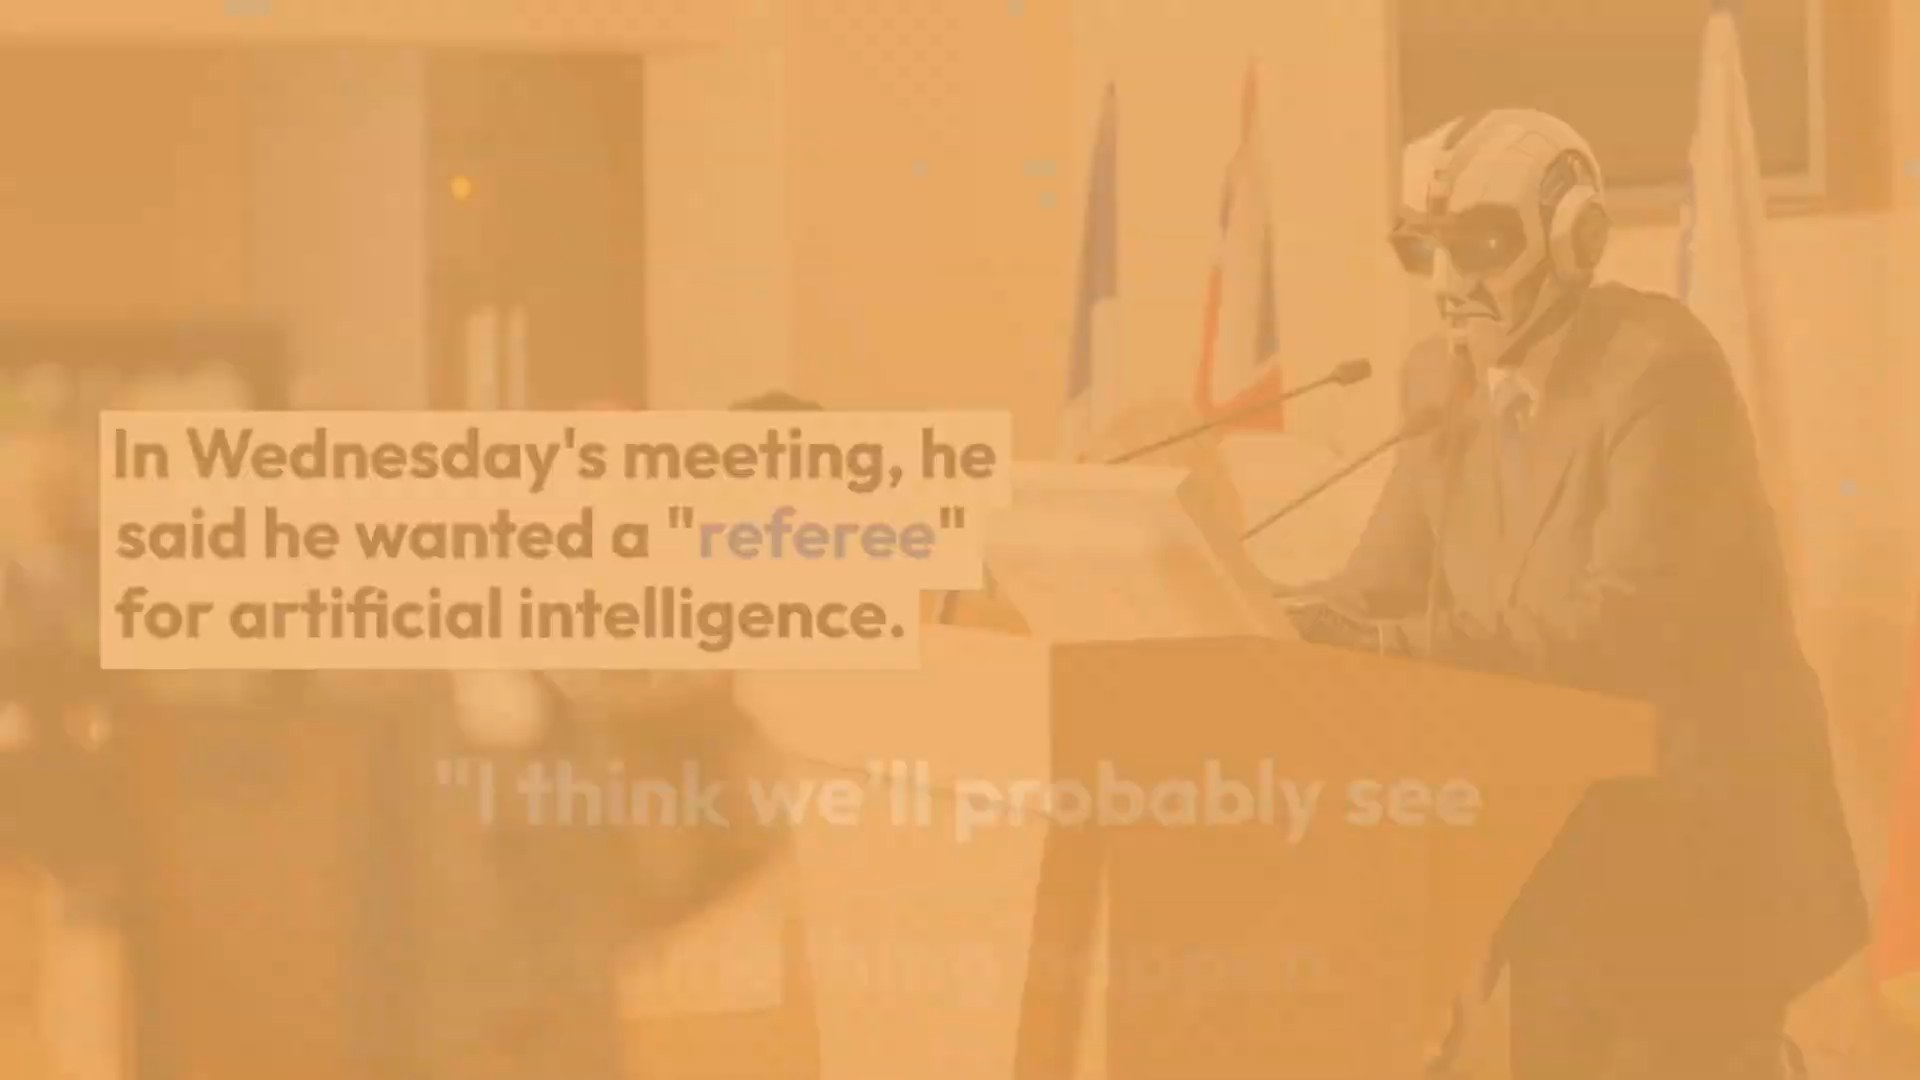 In Wednesday's meeting, he
said he wanted a "referee"
for artificial intelligence.
"I think we'll probably see